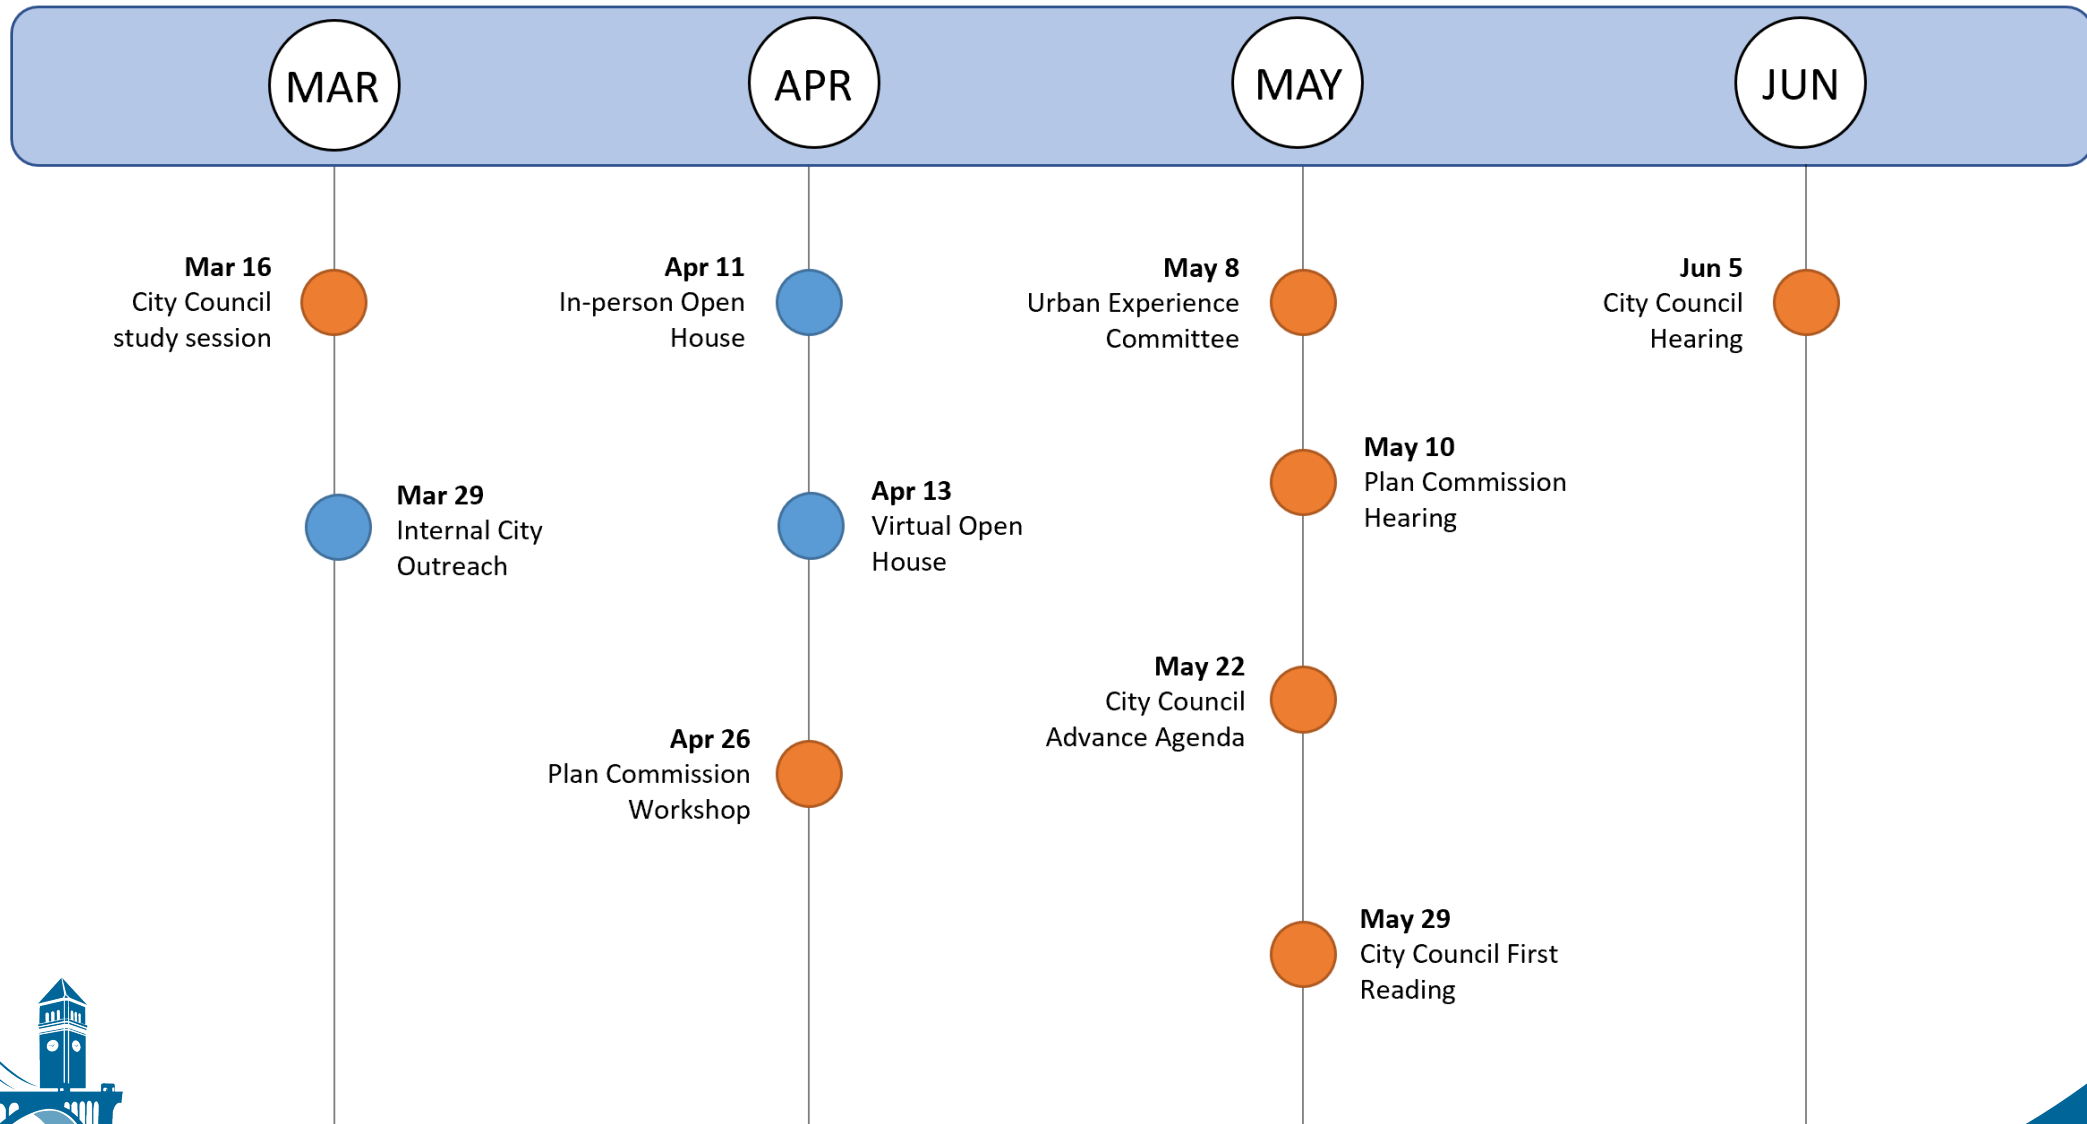 MAR
APR
MAY
JUN
Mar 16
City Council
study session
Mar 29
Internal City
Outreach
Apr 11
In-person Open
House
Apr 13
Virtual Open
House
Apr 26
Plan Commission
Workshop
May 8
Urban Experience
Committee
May 10
Plan Commission
Hearing
May 22
City Council
Advance Agenda
May 29
City Council First
Reading
Jun 5
City Council
Hearing